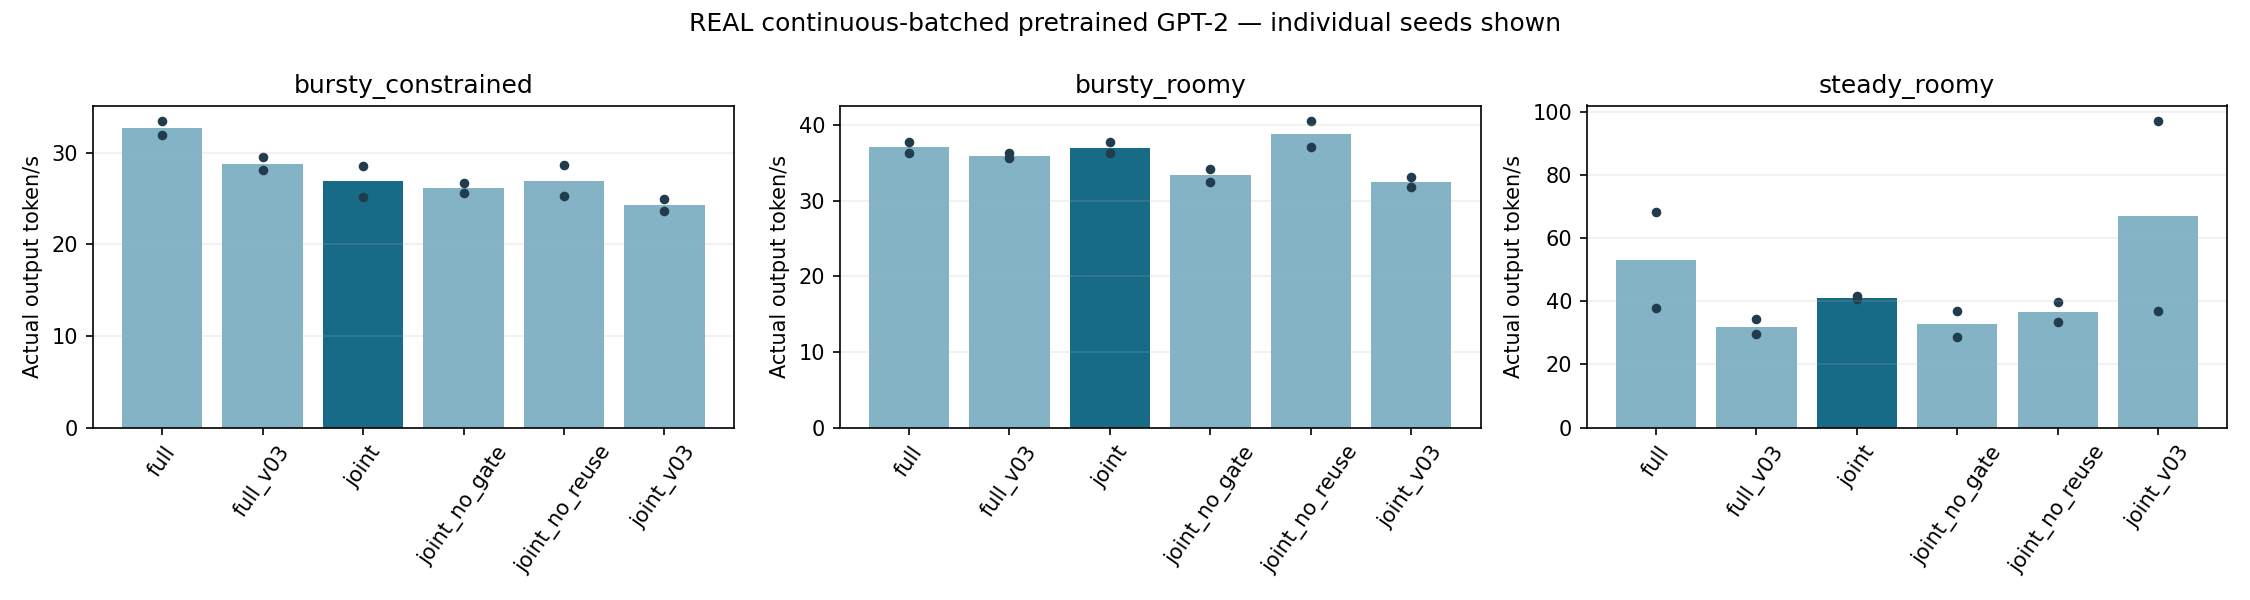 REAL continuous-batched pretrained GPT-2 — individual seeds shown
bursty_constrained
Actual output token/s
30
20
10
0
full
full_v03
joint
joint_no_gate
joint_no_reuse
joint_v03
bursty_roomy
Actual output token/s
40
30
20
10
0
full
full_v03
joint
joint_no_gate
joint_no_reuse
joint_v03
steady_roomy
Actual output token/s
100
80
60
40
20
0
full
full_v03
joint
joint_no_gate
joint_no_reuse
joint_v03